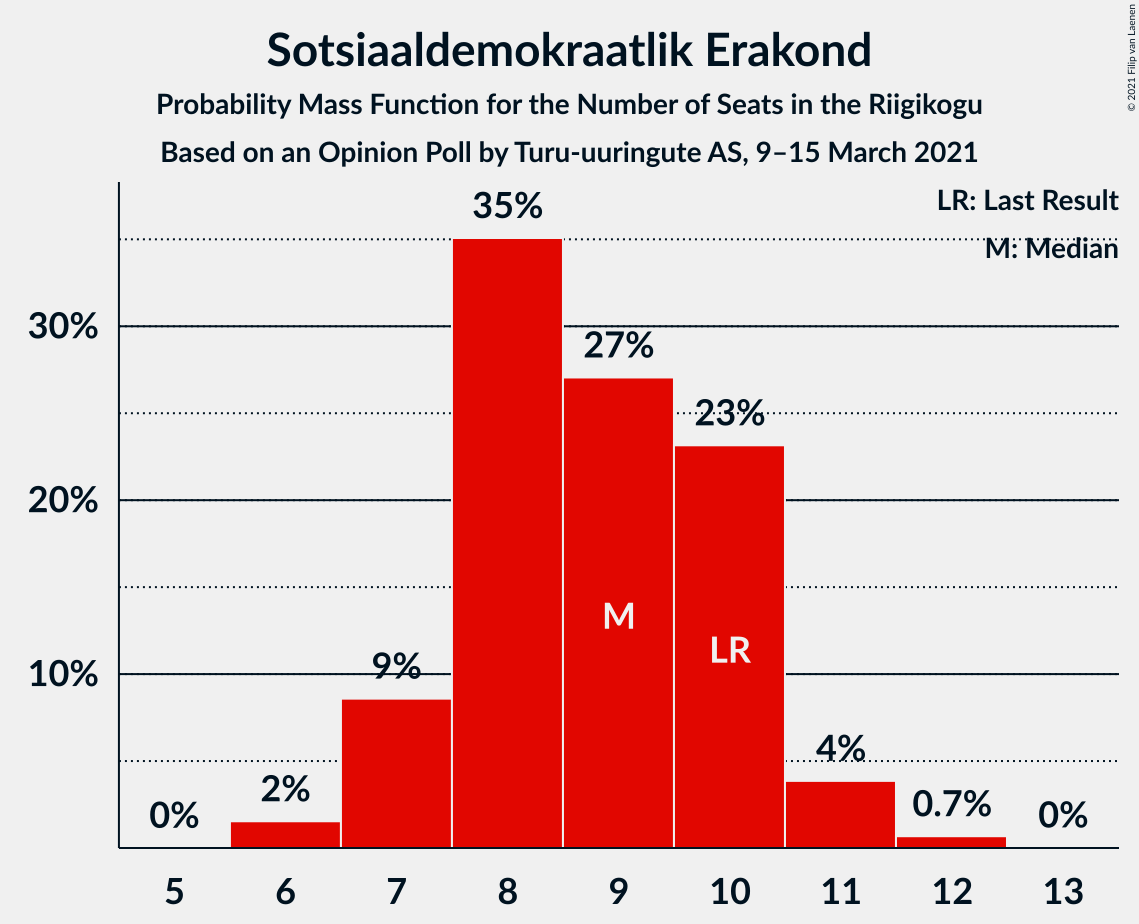 Sotsiaaldemokraatlik Erakond
Probability Mass Function for the Number of Seats in the Riigikogu
Based on an Opinion Poll by Turu-uuringute AS, 9–15 March 2021
© 2021 Filip van Laenen
LR: Last Result
M: Median
35%
30%
27%
23%
20%
M
LR
10%
9%
4%
2%
0.7%
0%
0%
5 6 7 8 9 10 11 12 13